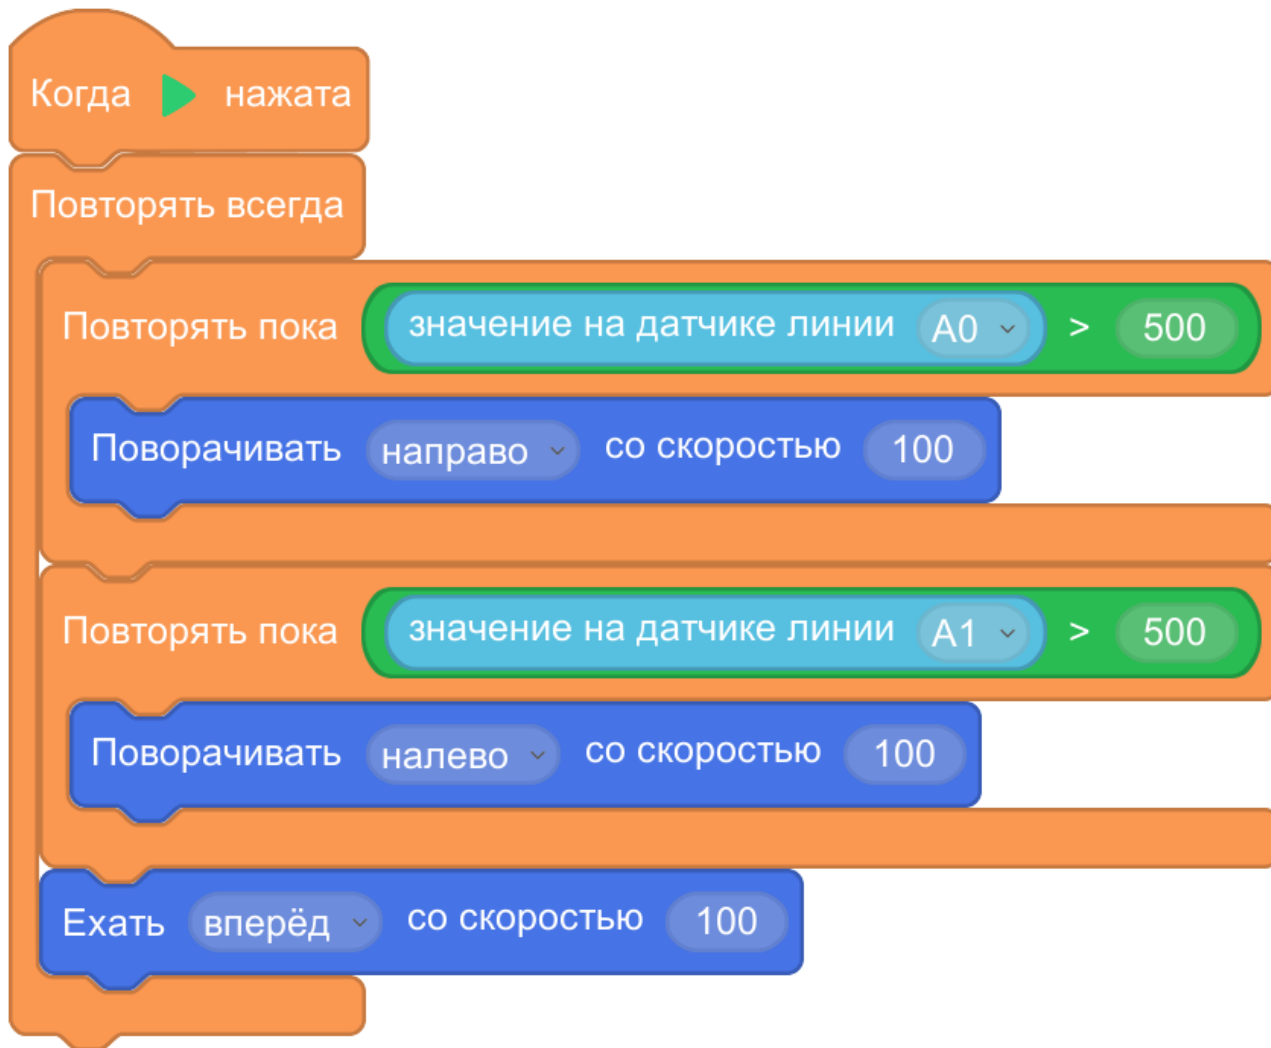 Когда нажата
Повторять всегда
Повторять пока значение на датчике линии A0 > 500
Поворачивать направо со скоростью 100
Повторять пока значение на датчике линии A1 > 500
Поворачивать налево со скоростью 100
Ехать вперёд со скоростью 100